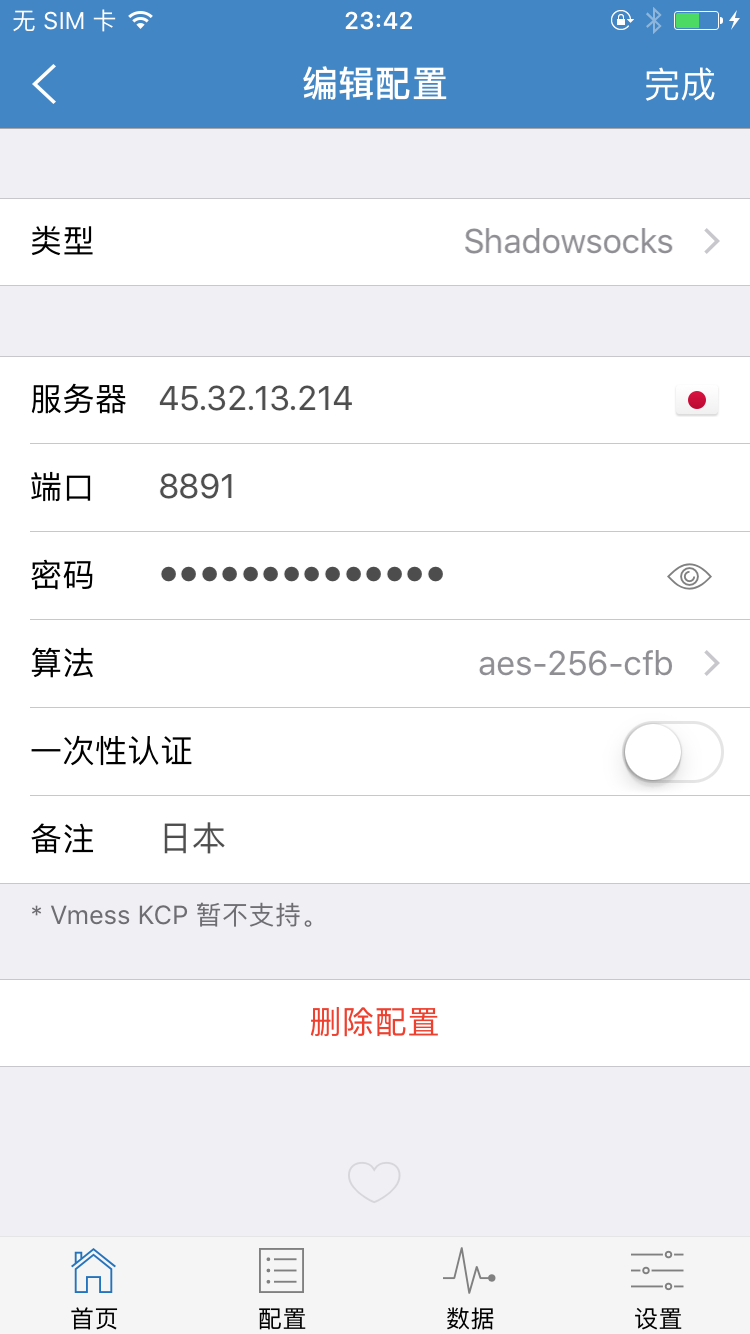 无 SIM 卡 23:42
编辑配置 完成
类型 Shadowsocks
服务器 45.32.13.214
端口 8891
密码 ••••••••••••••
算法 aes-256-cfb
一次性认证
备注 日本
* Vmess KCP 暂不支持。
删除配置
首页 配置 数据 设置